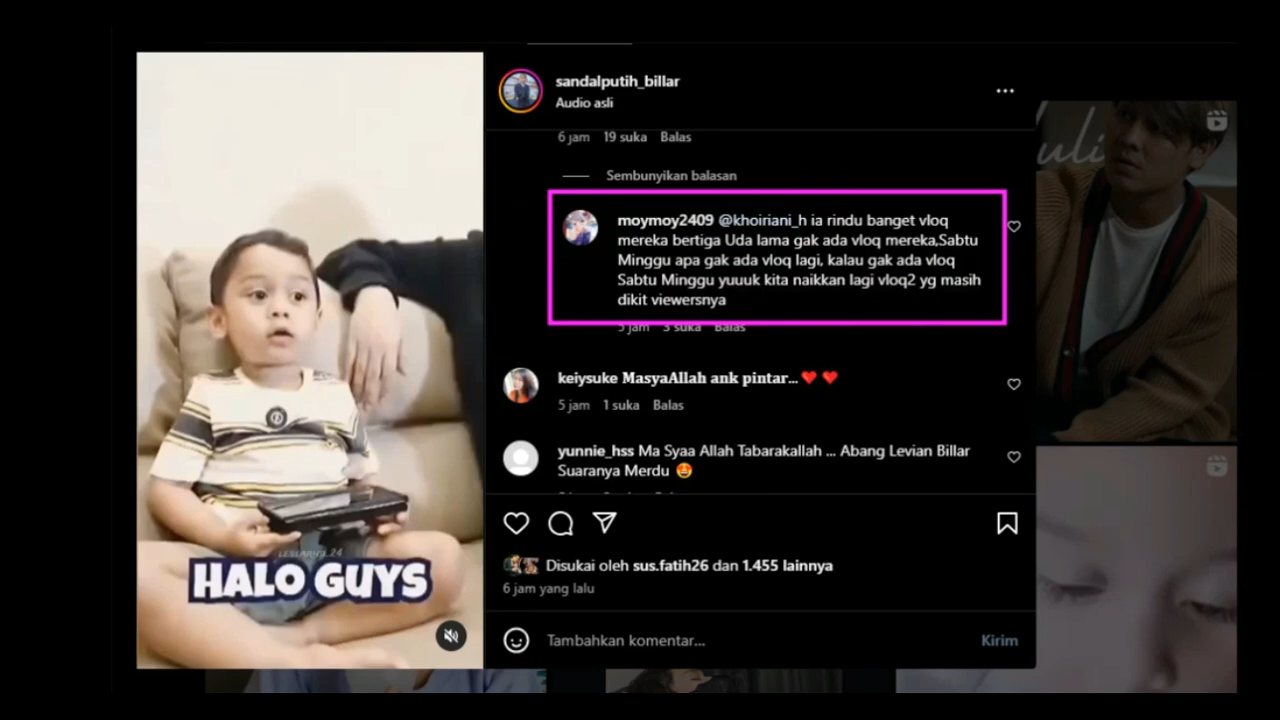 sandalputih_billar
Audio asli
6 jam 19 suka Balas
Sembunyikan balasan
moymoy2409 @khoiriani_h ia rindu banget vloq
mereka bertiga Uda lama gak ada vloq mereka,Sabtu
Minggu apa gak ada vloq lagi, kalau gak ada vloq
Sabtu Minggu yuuuk kita naikkan lagi vloq2 yg masih
dikit viewersnya
5 jam 3 suka Balas
keiysuke MasyaAllah ank pintar...❤️ ❤️
5 jam 1 suka Balas
yunnie_hss Ma Syaa Allah Tabarakallah ... Abang Levian Billar
Suaranya Merdu 🤩
HALO GUYS
Disukai oleh sus.fatih26 dan 1.455 lainnya
6 jam yang lalu
Tambahkan komentar...
Kirim